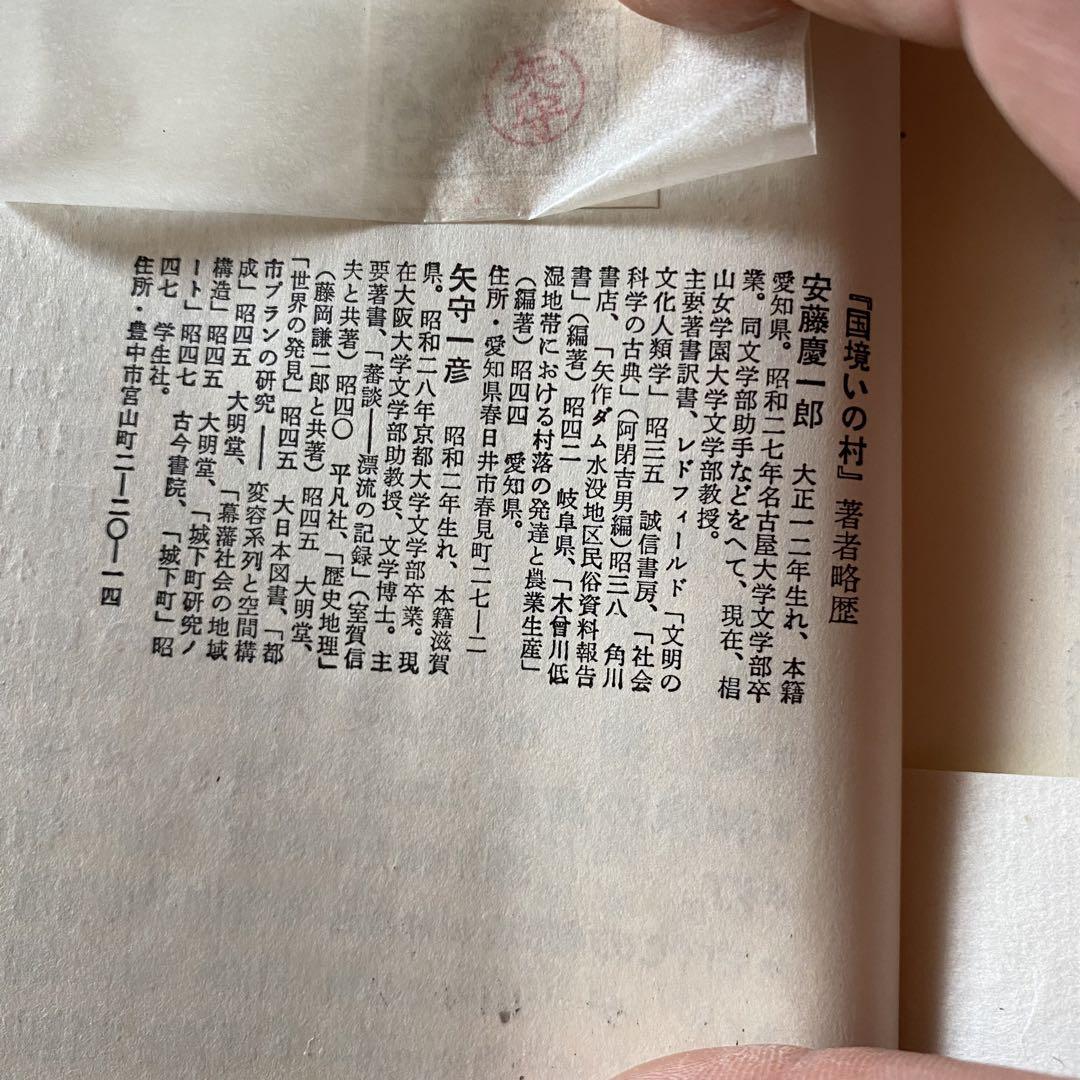 矢守
『国境いの村』著者略歴
安藤慶一郎　大正一二年生れ、本籍
愛知県。昭和二七年名古屋大学文学部卒
業。同文学部助手などをへて、現在、椙
山女学園大学文学部教授。
主要著書訳書、レドフィールド「文明の
文化人類学」昭三五　誠信書房、「社会
科学の古典」（阿閉吉男編）昭三八　角川
書店、「矢作ダム水没地区民俗資料報告
書」（編著）昭四二　岐阜県、「木曾川低
湿地帯における村落の発達と農業生産」
（編著）昭四四　愛知県。
住所・愛知県春日井市春見町二七―二
矢守一彦　昭和二年生れ、本籍滋賀
県。昭和二八年京都大学文学部卒業。現
在大阪大学文学部助教授、文学博士。主
要著書、「蕃談――漂流の記録」（室賀信
夫と共著）昭四〇　平凡社、「歴史地理」
（藤岡謙二郎と共著）昭四五　大明堂、
「世界の発見」昭四五　大日本図書、「都
市プランの研究――変容系列と空間構
成」昭四五　大明堂、「幕藩社会の地域
構造」昭四五　大明堂、「城下町研究ノ
ート」昭四七　古今書院、「城下町」昭
四七　学生社。
住所・豊中市宮山町二―二〇―一四